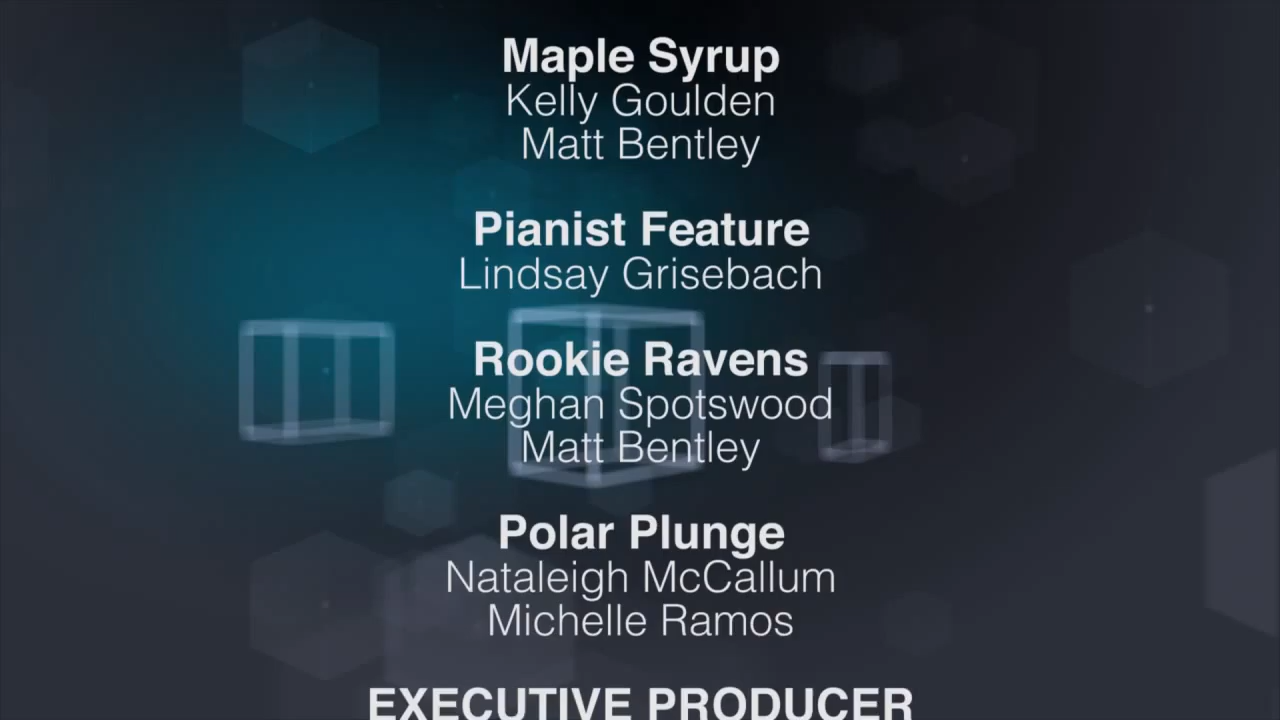 Maple Syrup
Kelly Goulden
Matt Bentley
Pianist Feature
Lindsay Grisebach
Rookie Ravens
Meghan Spotswood
Matt Bentley
Polar Plunge
Nataleigh McCallum
Michelle Ramos
EXECUTIVE PRODUCER